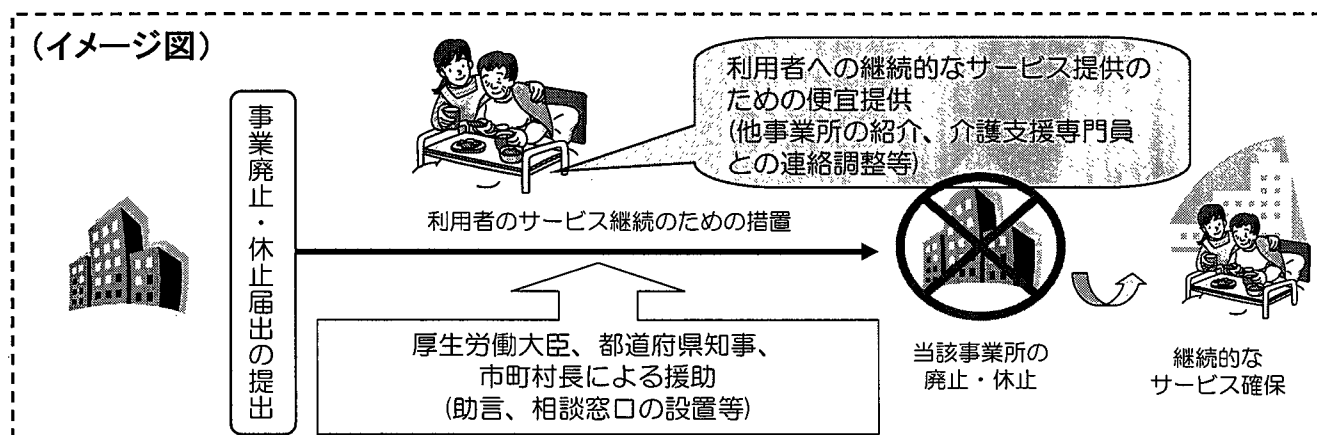 (イメージ図)
事業廃止・休止届出の提出
利用者への継続的なサービス提供の
ための便宜提供
(他事業所の紹介、介護支援専門員
との連絡調整等)
利用者のサービス継続のための措置
厚生労働大臣、都道府県知事、
市町村長による援助
(助言、相談窓口の設置等)
当該事業所の
廃止・休止
継続的な
サービス確保